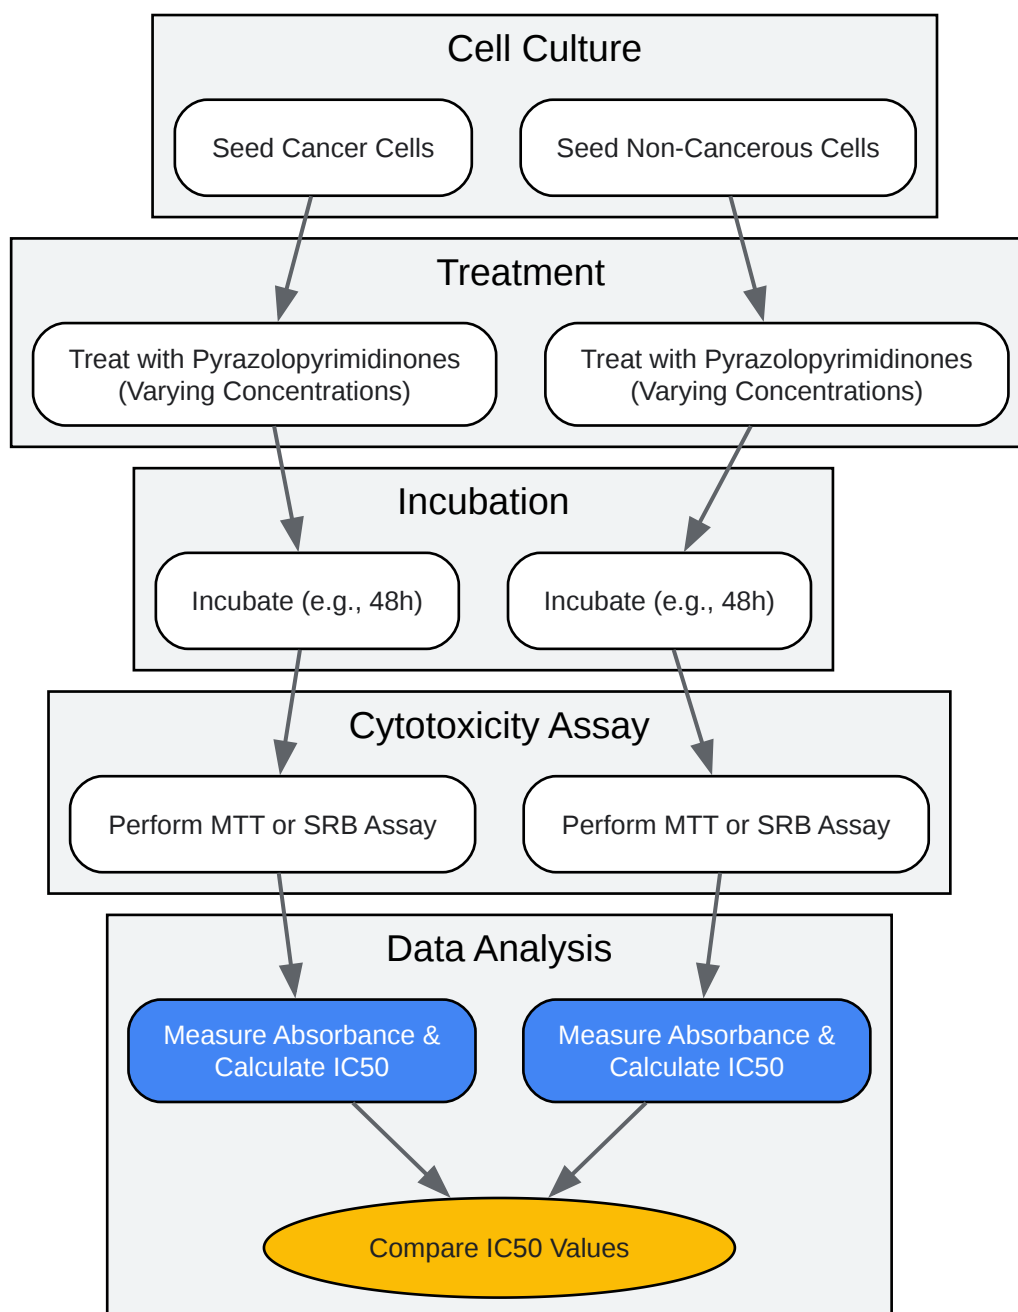 Cell Culture
Seed Cancer Cells
Seed Non-Cancerous Cells
Treatment
Treat with Pyrazolopyrimidinones
(Varying Concentrations)
Treat with Pyrazolopyrimidinones
(Varying Concentrations)
Incubation
Incubate (e.g., 48h)
Incubate (e.g., 48h)
Cytotoxicity Assay
Perform MTT or SRB Assay
Perform MTT or SRB Assay
Data Analysis
Measure Absorbance &
Calculate IC50
Measure Absorbance &
Calculate IC50
Compare IC50 Values